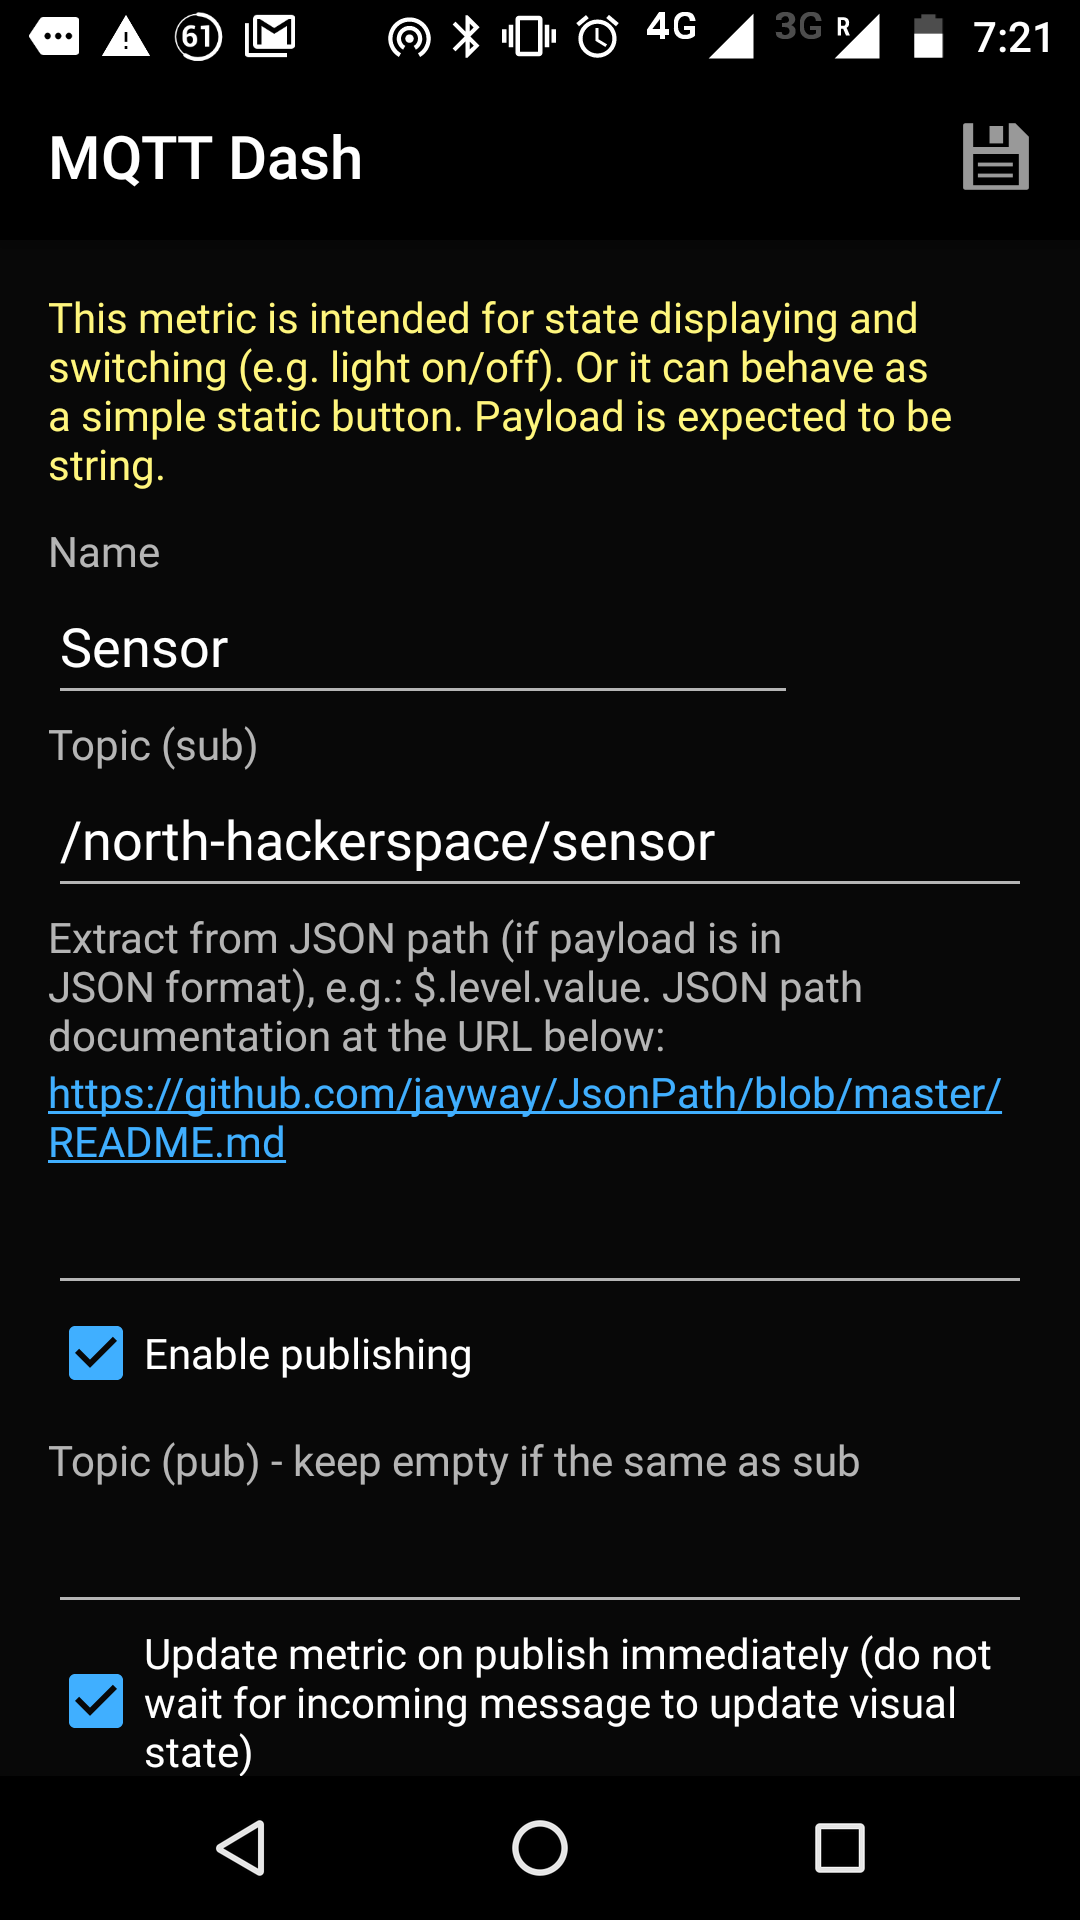 61 4G 3G R 7:21
MQTT Dash
This metric is intended for state displaying and
switching (e.g. light on/off). Or it can behave as
a simple static button. Payload is expected to be
string.
Name
Sensor
Topic (sub)
/north-hackerspace/sensor
Extract from JSON path (if payload is in
JSON format), e.g.: $.level.value. JSON path
documentation at the URL below:
https://github.com/jayway/JsonPath/blob/master/
README.md
Enable publishing
Topic (pub) - keep empty if the same as sub
Update metric on publish immediately (do not
wait for incoming message to update visual
state)